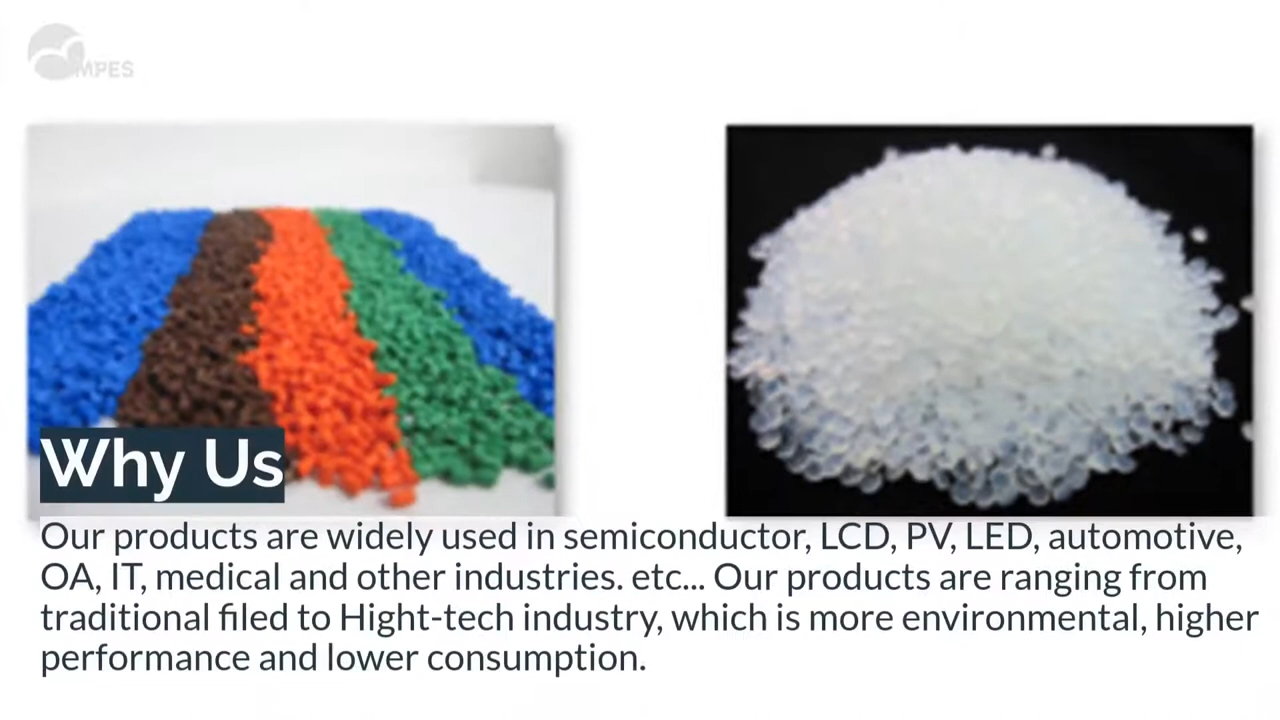 MPES
Why Us
Our products are widely used in semiconductor, LCD, PV, LED, automotive,
OA, IT, medical and other industries. etc... Our products are ranging from
traditional filed to Hight-tech industry, which is more environmental, higher
performance and lower consumption.